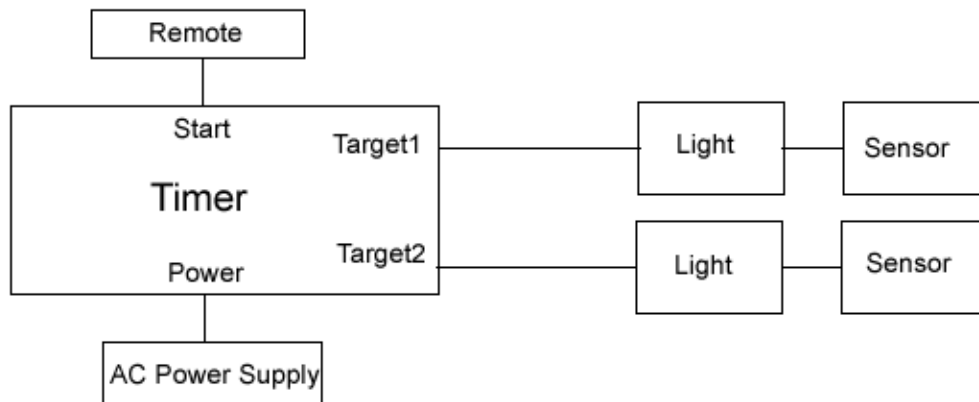 Remote
Start
Target1
Light
Sensor
Timer
Target2
Light
Sensor
Power
AC Power Supply